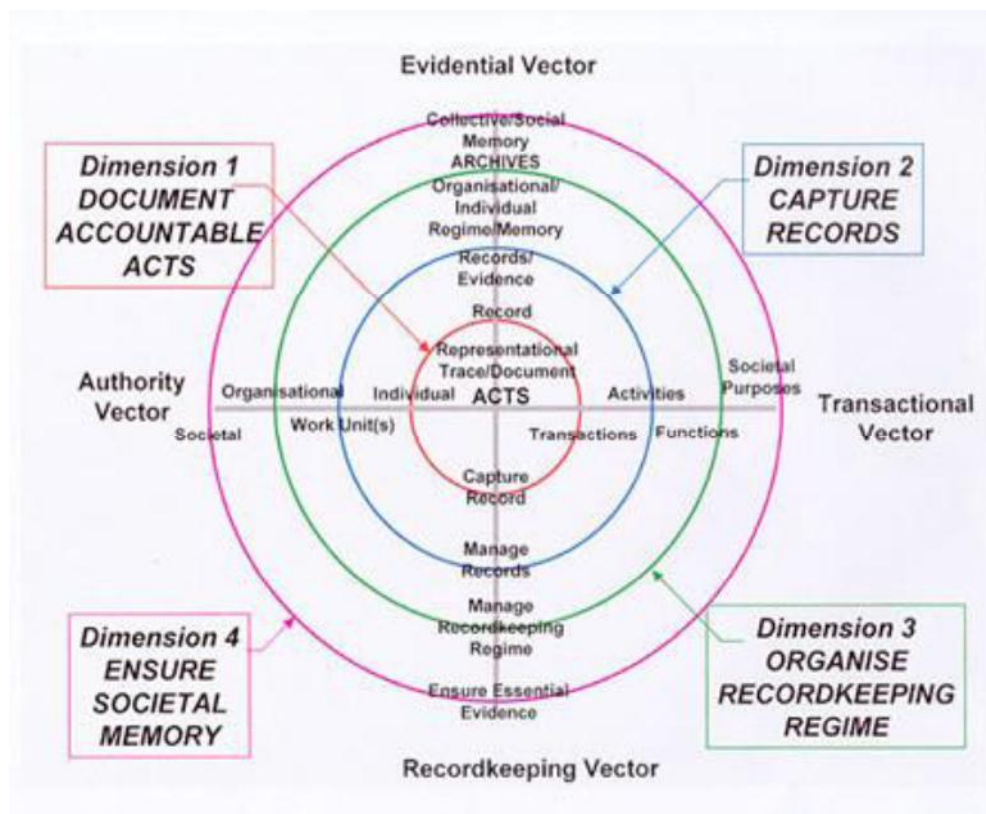 Evidential Vector
Collective/Social
Memory
ARCHIVES
Organisational/
Individual
Regime/Memory
Records/
Evidence
Record
Representational
Trace/Document
ACTS
Dimension 1
DOCUMENT
ACCOUNTABLE
ACTS
Dimension 2
CAPTURE
RECORDS
Authority
Vector
Organisational
Individual
Societal
Work Unit(s)
Activities
Societal
Purposes
Transactions
Functions
Transactional
Vector
Capture
Record
Manage
Records
Manage
Recordkeeping
Regime
Ensure Essential
Evidence
Dimension 4
ENSURE
SOCIETAL
MEMORY
Dimension 3
ORGANISE
RECORDKEEPING
REGIME
Recordkeeping Vector